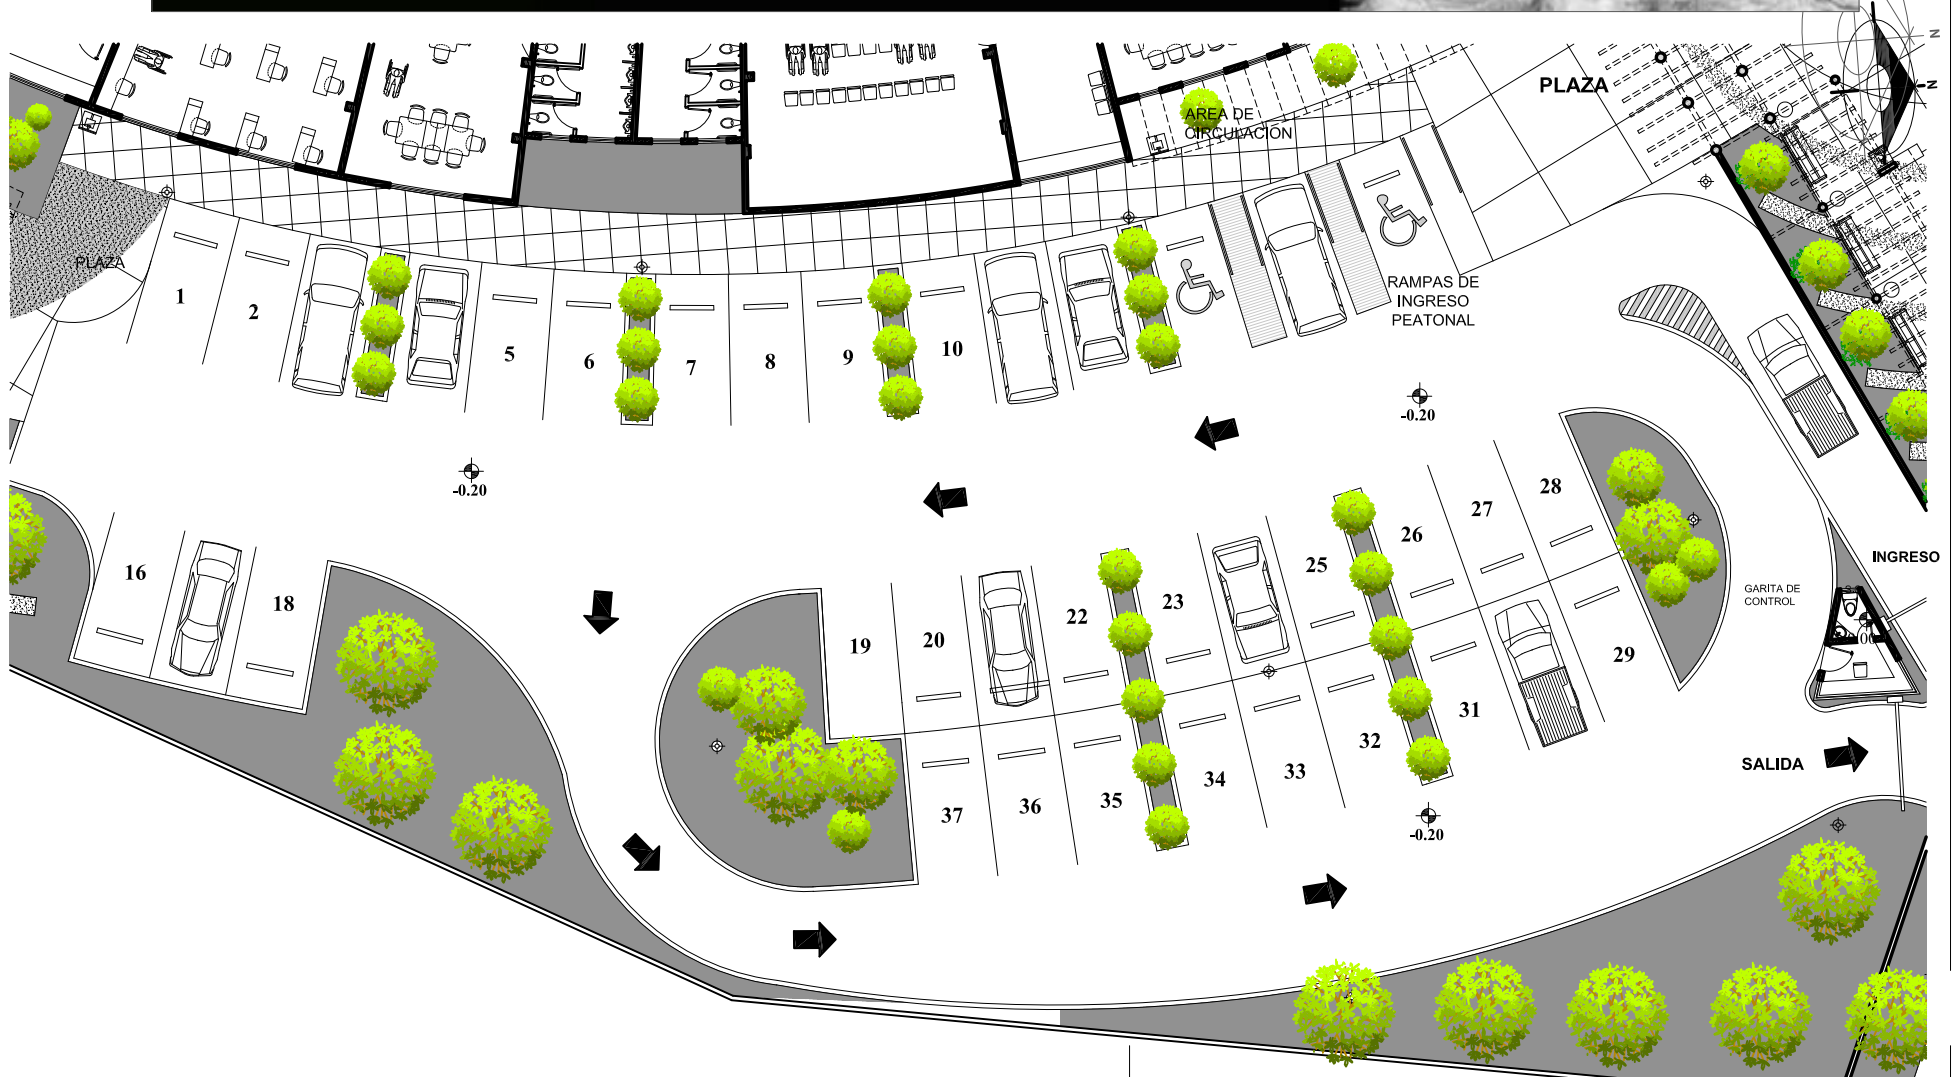 N
N
PLAZA
AREA DE
CIRCULACIÓN
PLAZA
RAMPAS DE
INGRESO
PEATONAL
1
2
5
6
7
8
9
10
-0.20
-0.20
16
18
19
20
22
23
25
26
27
28
INGRESO
GARITA DE
CONTROL
29
31
32
33
34
35
36
37
SALIDA
-0.20